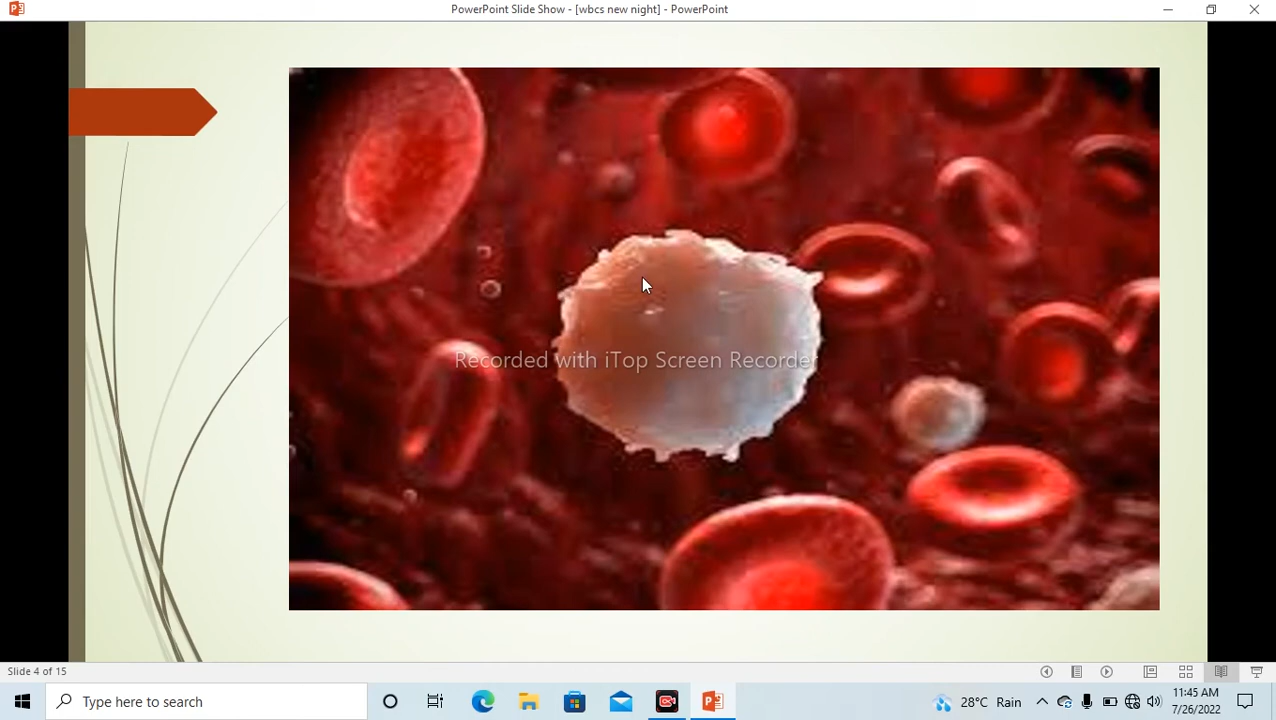 PowerPoint Slide Show - [wbcs new night] - PowerPoint
Recorded with iTop Screen Recorder
Slide 4 of 15
Type here to search
28°C Rain
11:45 AM
7/26/2022